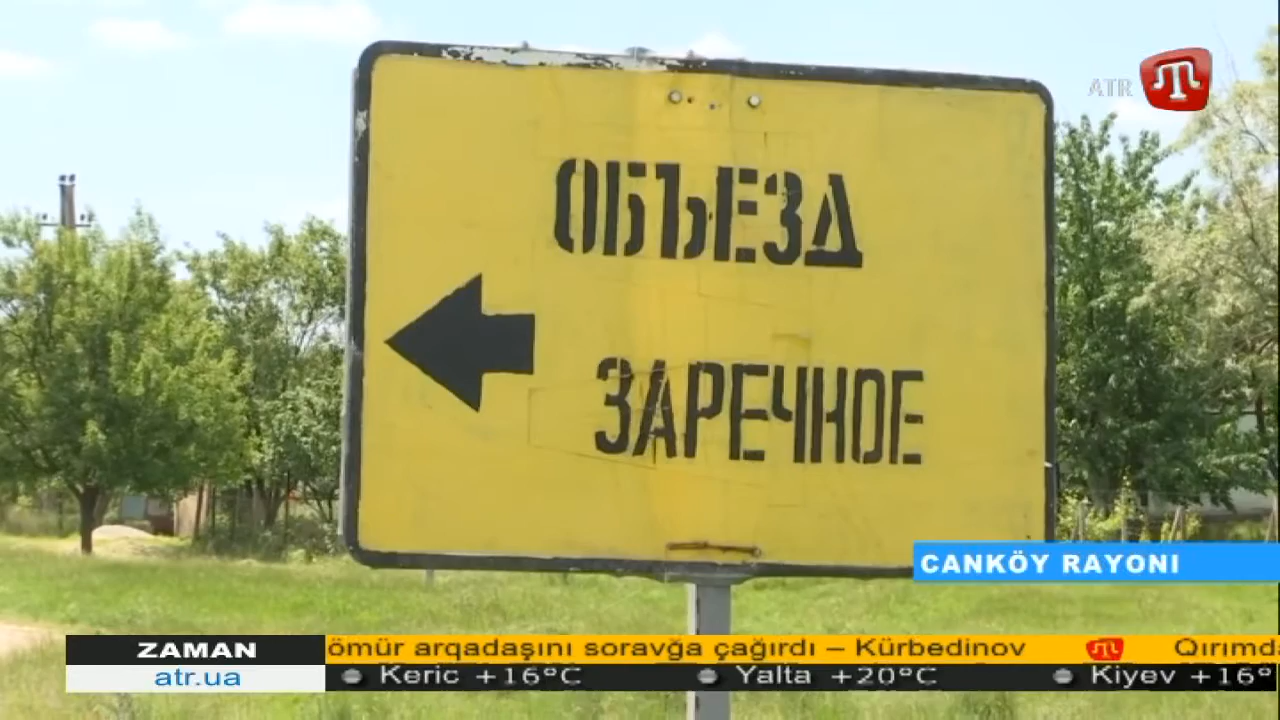 ATR
ОБЪЕЗД
ЗАРЕЧНОЕ
CANKÖY RAYONI
ZAMAN
ömür arqadaşını soravğa çağırdı – Kürbedinov
Qırımda
atr.ua
Keric +16°C
Yalta +20°C
Kiyev +16°